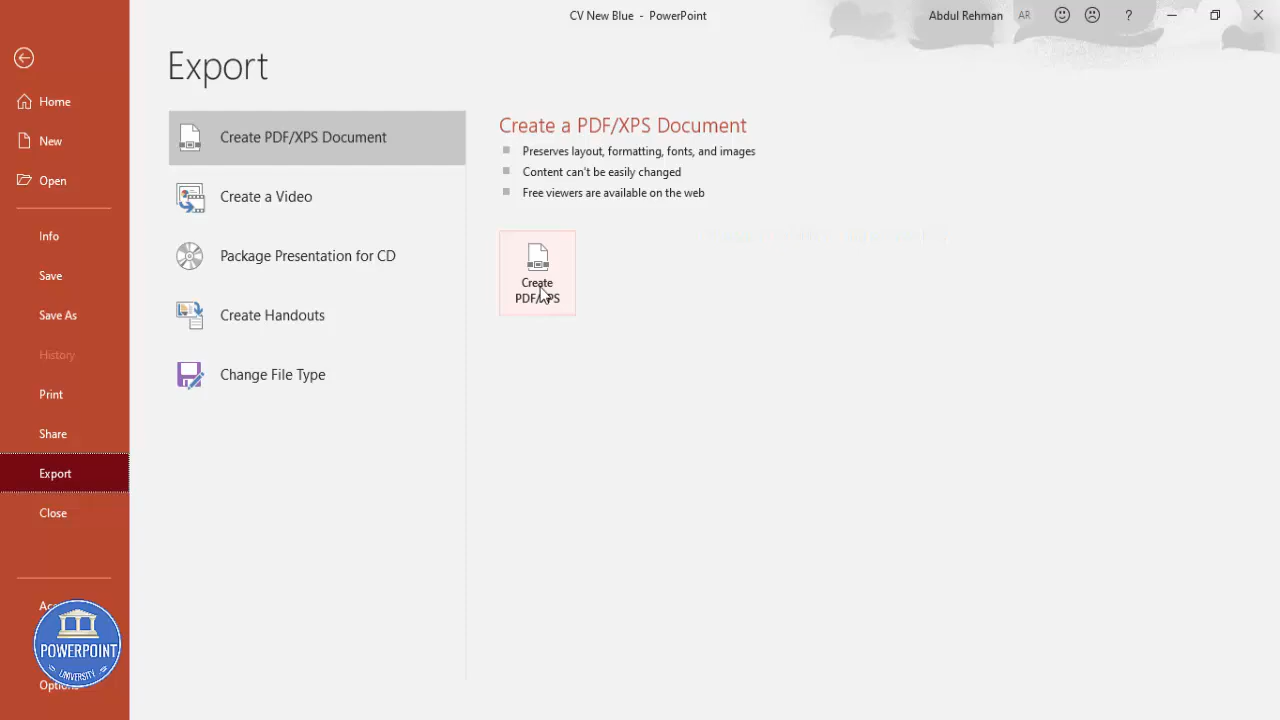 CV New Blue - PowerPoint
Abdul Rehman
AR
?
Export
Home
New
Open
Info
Save
Save As
History
Print
Share
Export
Close
Create PDF/XPS Document
Create a Video
Package Presentation for CD
Create Handouts
Change File Type
Create a PDF/XPS Document
Preserves layout, formatting, fonts, and images
Content can't be easily changed
Free viewers are available on the web
Create
PDF/XPS
POWERPOINT
UNIVERSITY